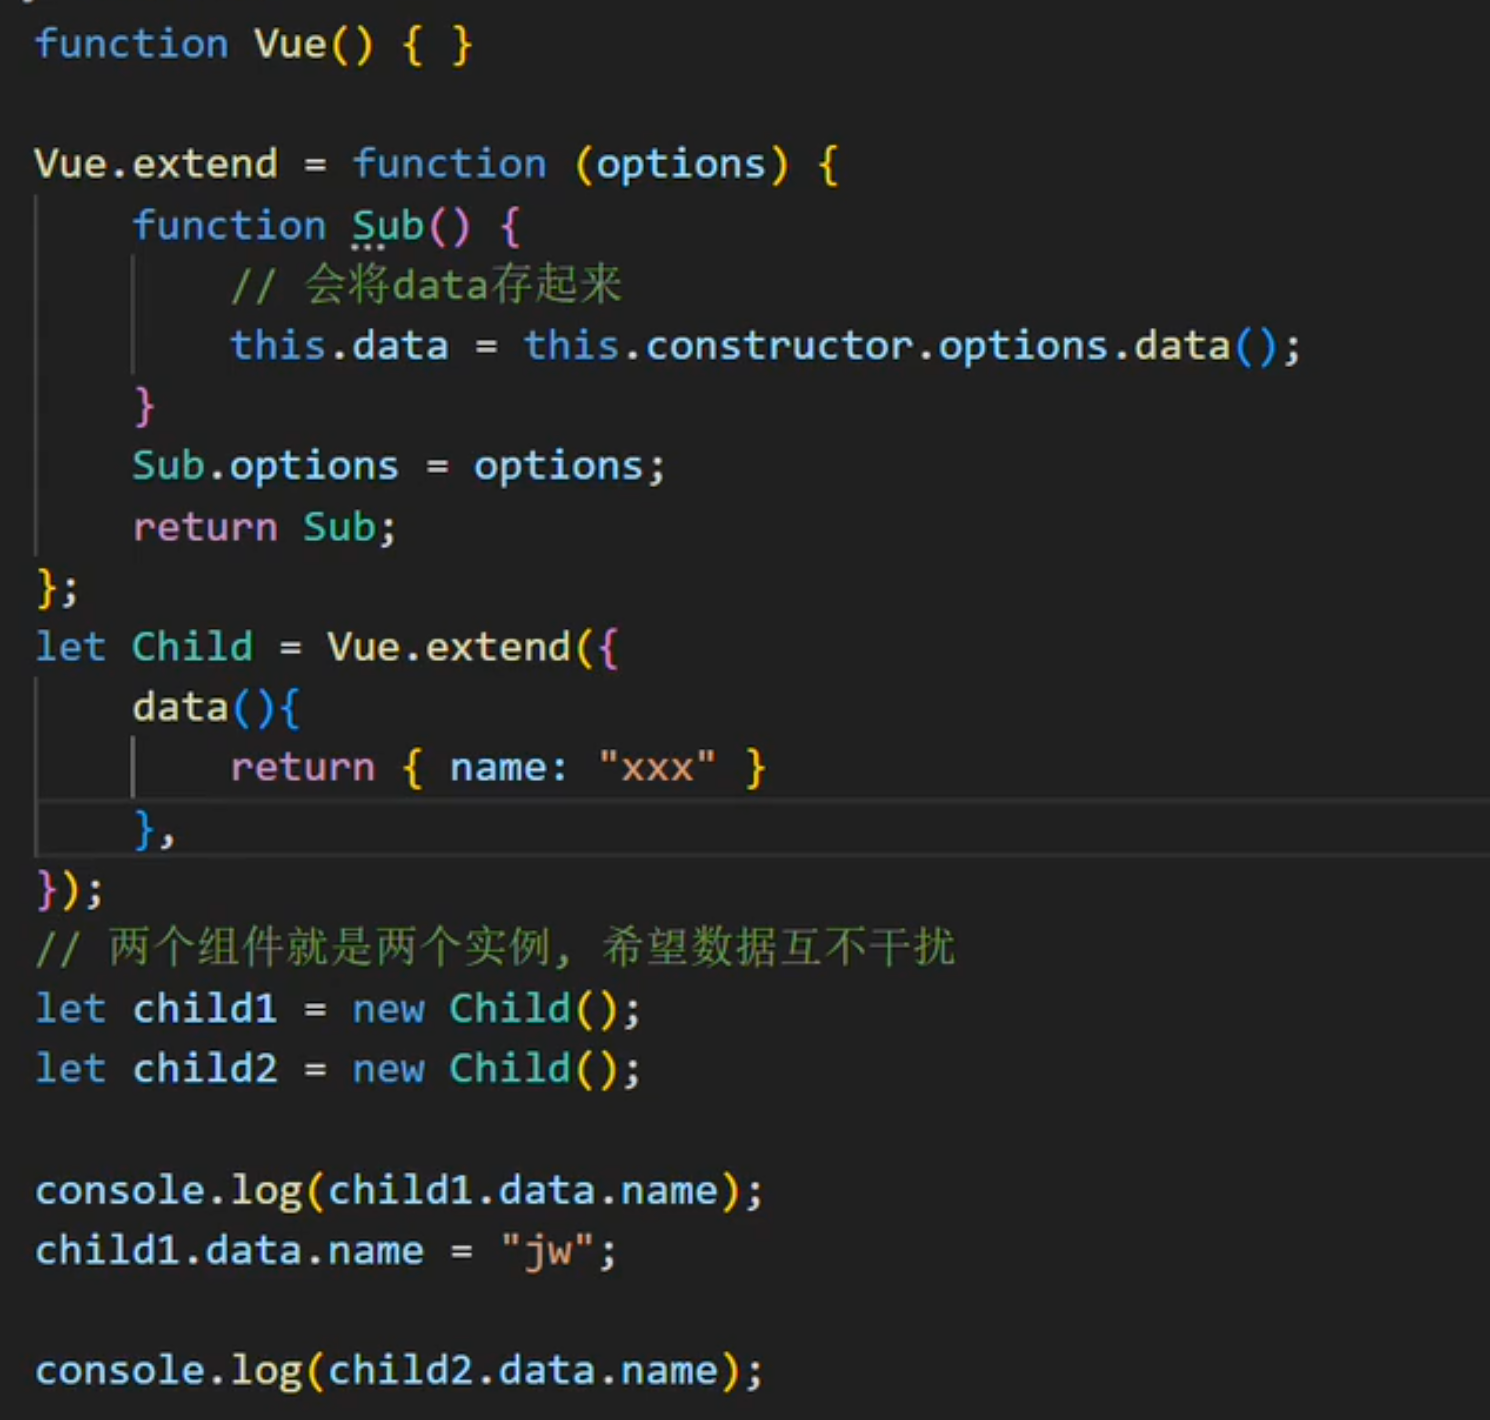 function Vue() { }
Vue.extend = function (options) {
function Sub() {
// 会将data存起来
this.data = this.constructor.options.data();
}
Sub.options = options;
return Sub;
};
let Child = Vue.extend({
data(){
return { name: "xxx" }
},
});
// 两个组件就是两个实例, 希望数据互不干扰
let child1 = new Child();
let child2 = new Child();
console.log(child1.data.name);
child1.data.name = "jw";
console.log(child2.data.name);